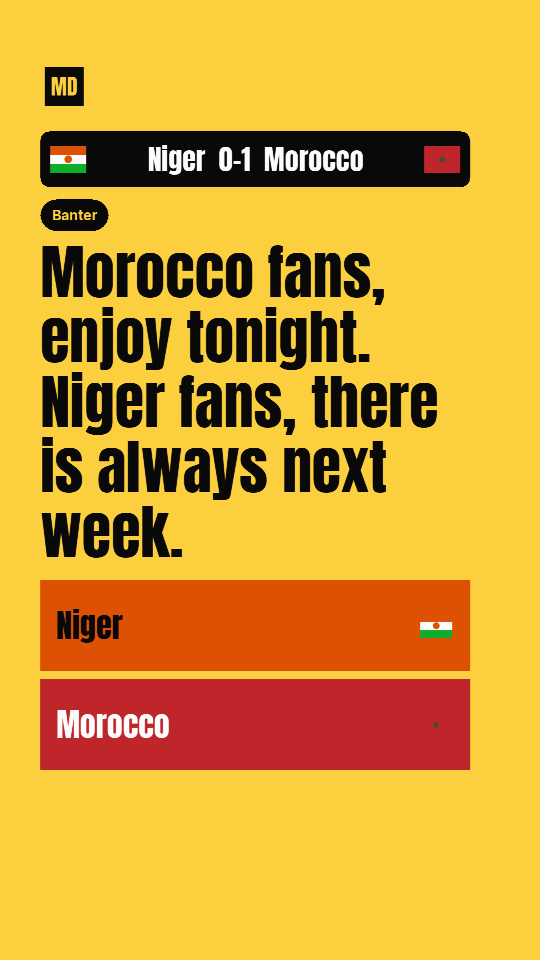 MD
Niger 0-1 Morocco
Banter
Morocco fans,
enjoy tonight.
Niger fans, there
is always next
week.
Niger
Morocco